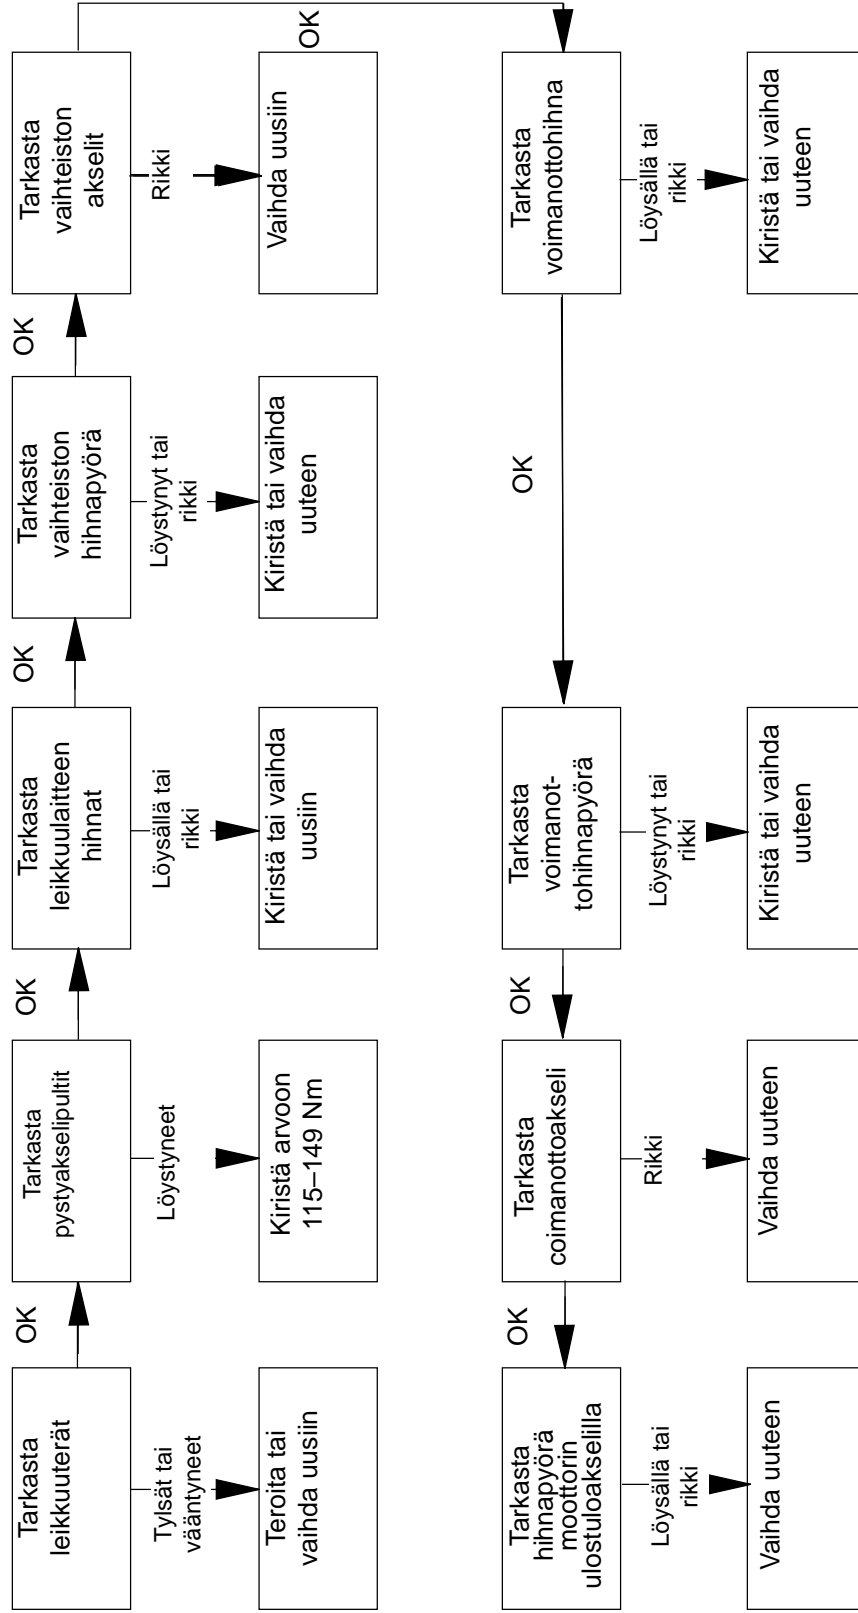 Tarkasta
leikkuuterät
Tylsät tai
vääntyneet
Teroita tai
vaihda uusiin
OK
Tarkasta
pystyakselipultit
Löystyneet
Kiristä arvoon
115–149 Nm
OK
Tarkasta
leikkuulaitteen
hihnat
Löysällä tai
rikki
Kiristä tai vaihda
uusiin
OK
Tarkasta
vaihteiston
hihnapyörä
Löystynyt tai
rikki
Kiristä tai vaihda
uuteen
OK
Tarkasta
vaihteiston
akselit
Rikki
Vaihda uusiin
OK
Tarkasta
voimanottohihna
Löysällä tai
rikki
Kiristä tai vaihda
uuteen
OK
Tarkasta
voimanot-
tohihnapyörä
Löystynyt tai
rikki
Kiristä tai vaihda
uuteen
OK
Tarkasta
coimanottoakseli
Rikki
Vaihda uuteen
OK
Tarkasta
hihnapyörä
moottorin
ulostuloakselilla
Löysällä tai
rikki
Vaihda uuteen